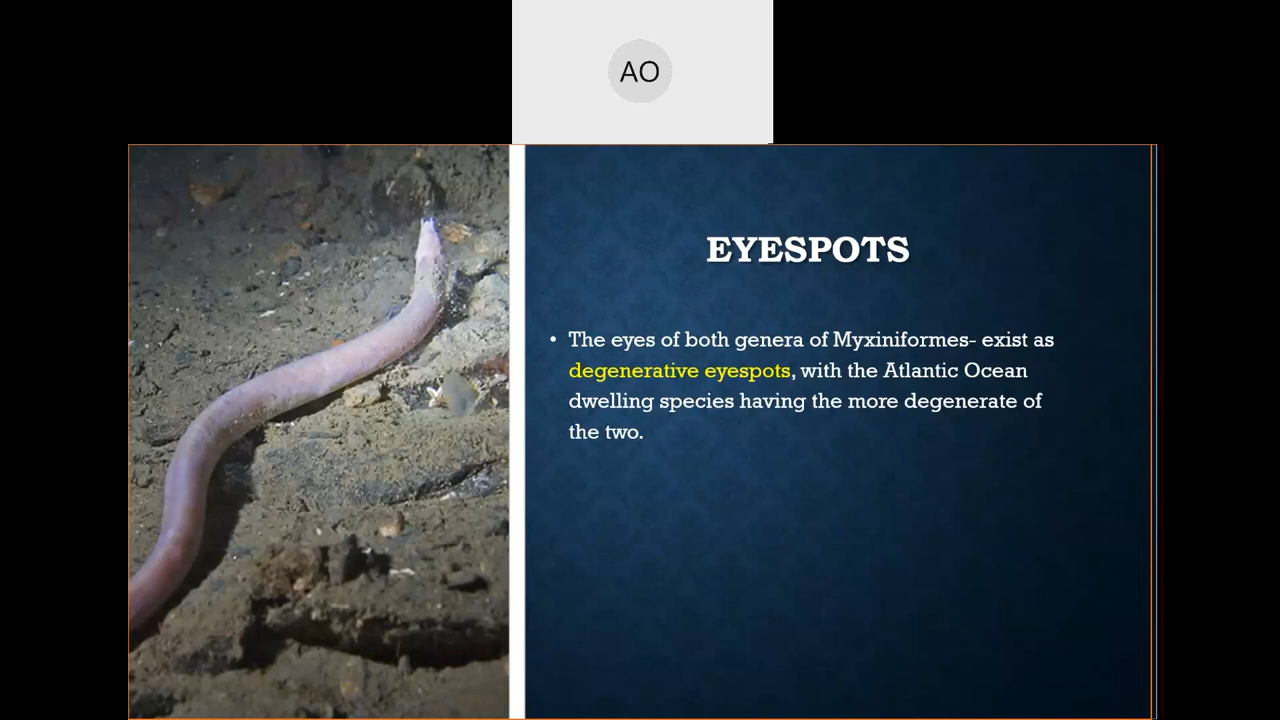 AO
EYESPOTS
• The eyes of both genera of Myxiniformes- exist as
degenerative eyespots, with the Atlantic Ocean
dwelling species having the more degenerate of
the two.